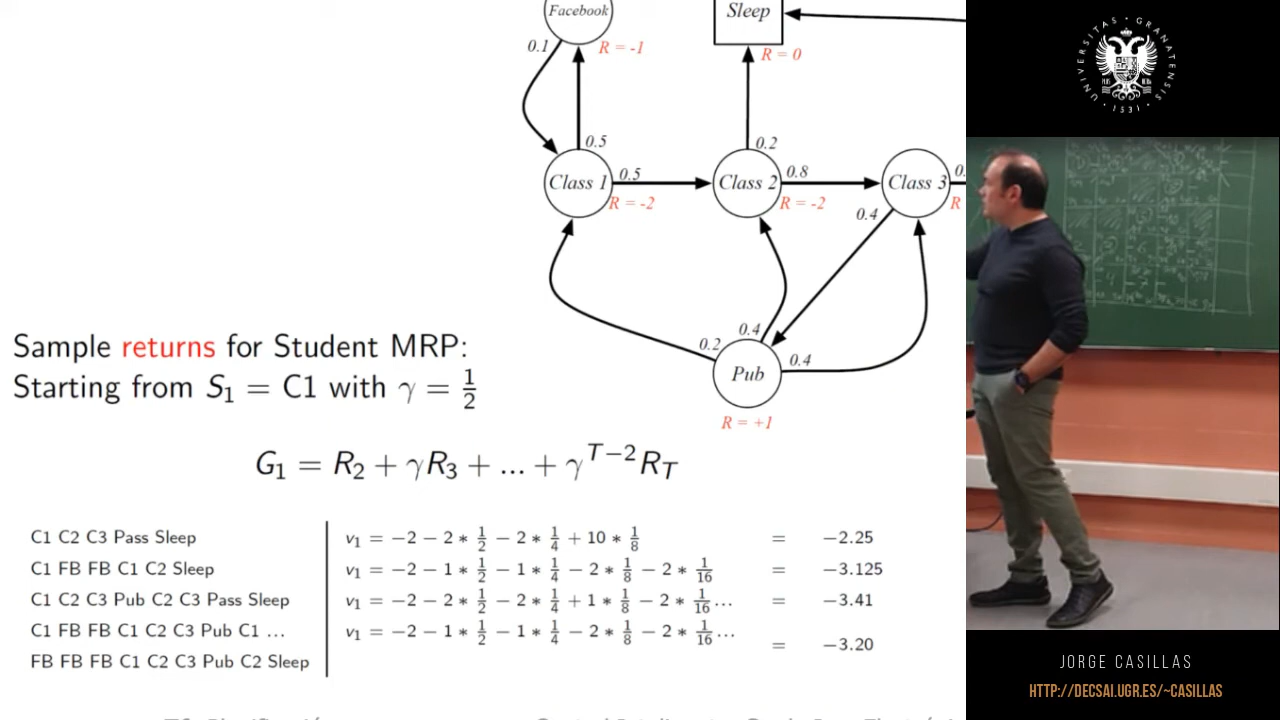 Facebook
Sleep
0.1
R = -1
R = 0
0.5
0.2
Class 1
0.5
Class 2
0.8
Class 3
0.
R = -2
R = -2
R
0.4
0.2
0.4
0.4
Pub
R = +1
Sample returns for Student MRP:
Starting from S₁ = C1 with γ = 1/2
G₁ = R₂ + γR₃ + ... + γ^{T−2}R_T
C1 C2 C3 Pass Sleep v₁ = −2 − 2 * 1/2 − 2 * 1/4 + 10 * 1/8 = −2.25
C1 FB FB C1 C2 Sleep v₁ = −2 − 1 * 1/2 − 1 * 1/4 − 2 * 1/8 − 2 * 1/16 = −3.125
C1 C2 C3 Pub C2 C3 Pass Sleep v₁ = −2 − 2 * 1/2 − 2 * 1/4 + 1 * 1/8 − 2 * 1/16 ... = −3.41
C1 FB FB C1 C2 C3 Pub C1 ... v₁ = −2 − 1 * 1/2 − 1 * 1/4 − 2 * 1/8 − 2 * 1/16 ...
= −3.20
FB FB FB C1 C2 C3 Pub C2 Sleep
UNIVERSITAS · GRANATENSIS · 1531 ·
JORGE CASILLAS
HTTP://DECSAI.UGR.ES/~CASILLAS